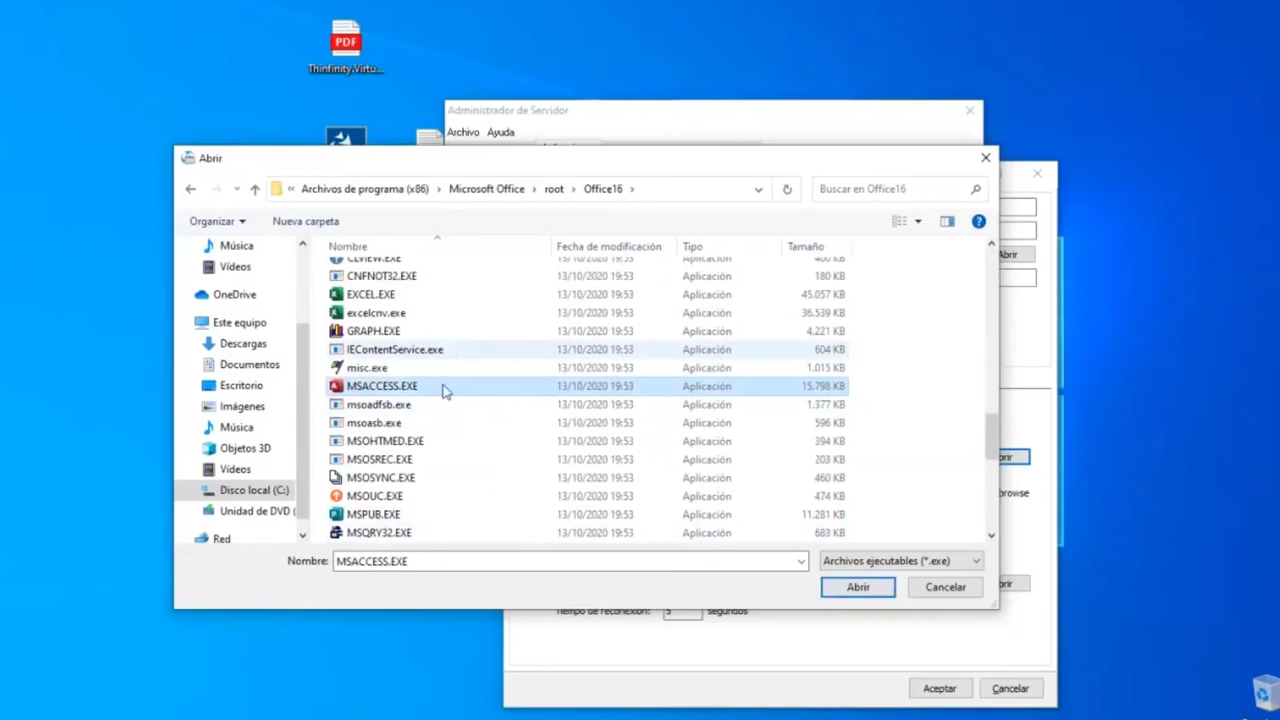 PDF
Thinfinity.Virtu...
Administrador de Servidor
Archivo Ayuda
Abrir
Archivos de programa (x86) › Microsoft Office › root › Office16 ›
Buscar en Office16
Organizar
Nueva carpeta
Nombre
Fecha de modificación
Tipo
Tamaño
Música
Vídeos
OneDrive
Este equipo
Descargas
Documentos
Escritorio
Imágenes
Música
Objetos 3D
Vídeos
Disco local (C:)
Unidad de DVD (
Red
CLVIEW.EXE 13/10/2020 19:53 Aplicación 400 KB
CNFNOT32.EXE 13/10/2020 19:53 Aplicación 180 KB
EXCEL.EXE 13/10/2020 19:53 Aplicación 45.057 KB
excelcnv.exe 13/10/2020 19:53 Aplicación 36.539 KB
GRAPH.EXE 13/10/2020 19:53 Aplicación 4.221 KB
IEContentService.exe 13/10/2020 19:53 Aplicación 604 KB
misc.exe 13/10/2020 19:53 Aplicación 1.015 KB
MSACCESS.EXE 13/10/2020 19:53 Aplicación 15.798 KB
msoadfsb.exe 13/10/2020 19:53 Aplicación 1.377 KB
msoasb.exe 13/10/2020 19:53 Aplicación 596 KB
MSOHTMED.EXE 13/10/2020 19:53 Aplicación 394 KB
MSOSREC.EXE 13/10/2020 19:53 Aplicación 203 KB
MSOSYNC.EXE 13/10/2020 19:53 Aplicación 460 KB
MSOUC.EXE 13/10/2020 19:53 Aplicación 474 KB
MSPUB.EXE 13/10/2020 19:53 Aplicación 11.281 KB
MSQRY32.EXE 13/10/2020 19:53 Aplicación 683 KB
Nombre: MSACCESS.EXE
Archivos ejecutables (*.exe)
Abrir
Cancelar
Abrir
rir
rowse
rir
Tiempo de reconexión: 5 segundos
Aceptar
Cancelar